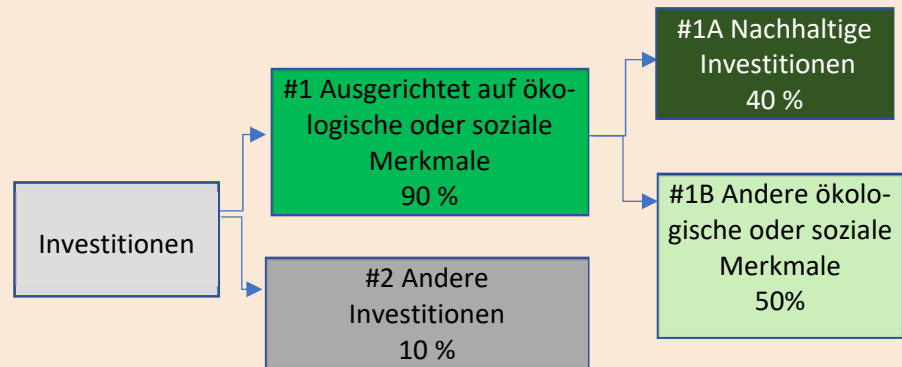 Investitionen
#1 Ausgerichtet auf öko-
logische oder soziale
Merkmale
90 %
#2 Andere
Investitionen
10 %
#1A Nachhaltige
Investitionen
40 %
#1B Andere ökolo-
gische oder soziale
Merkmale
50%